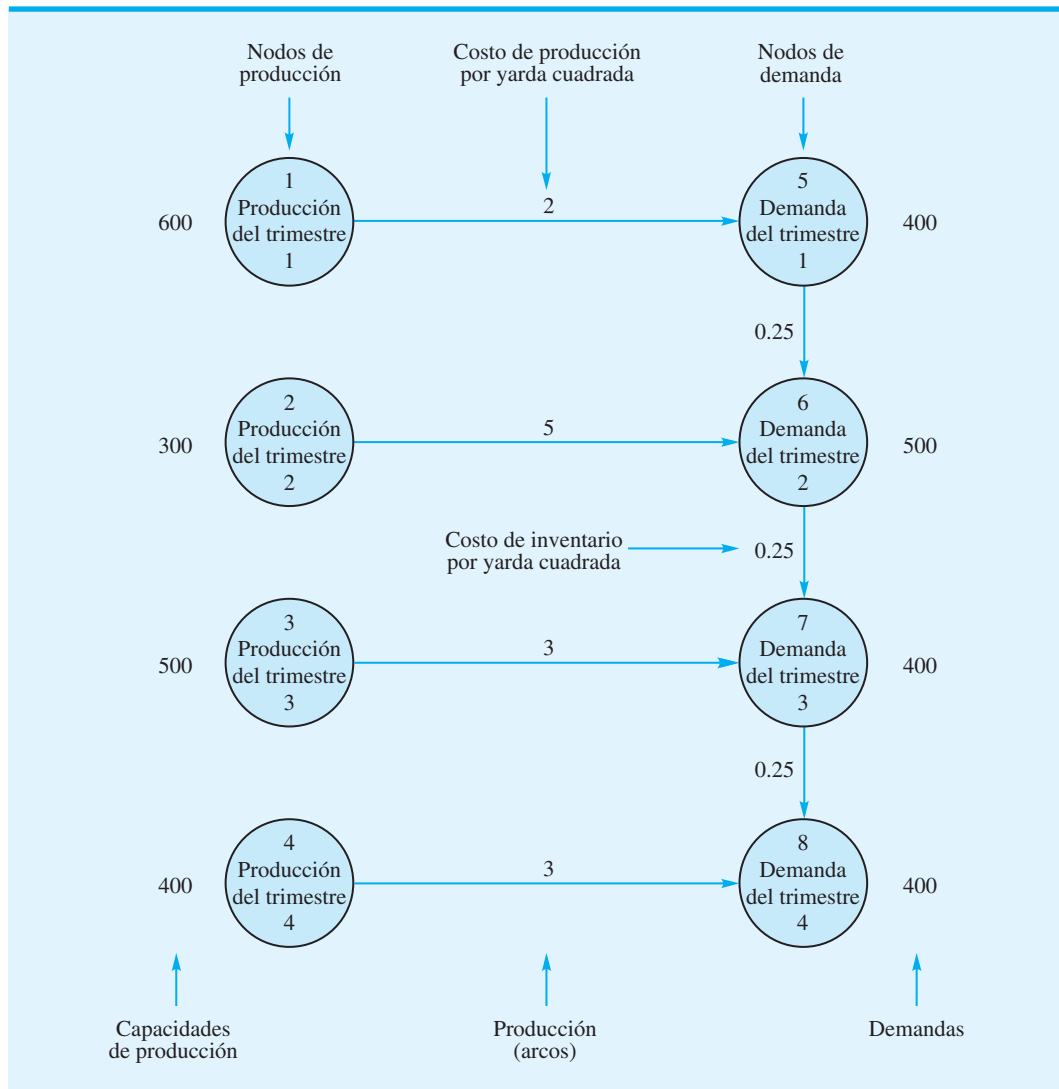 Nodos de
producción
Costo de producción
por yarda cuadrada
Nodos de
demanda
600
1
Producción
del trimestre
1
2
5
Demanda
del trimestre
1
400
0.25
300
2
Producción
del trimestre
2
5
6
Demanda
del trimestre
2
500
Costo de inventario
por yarda cuadrada
0.25
500
3
Producción
del trimestre
3
3
7
Demanda
del trimestre
3
400
0.25
400
4
Producción
del trimestre
4
3
8
Demanda
del trimestre
4
400
Capacidades
de producción
Producción
(arcos)
Demandas